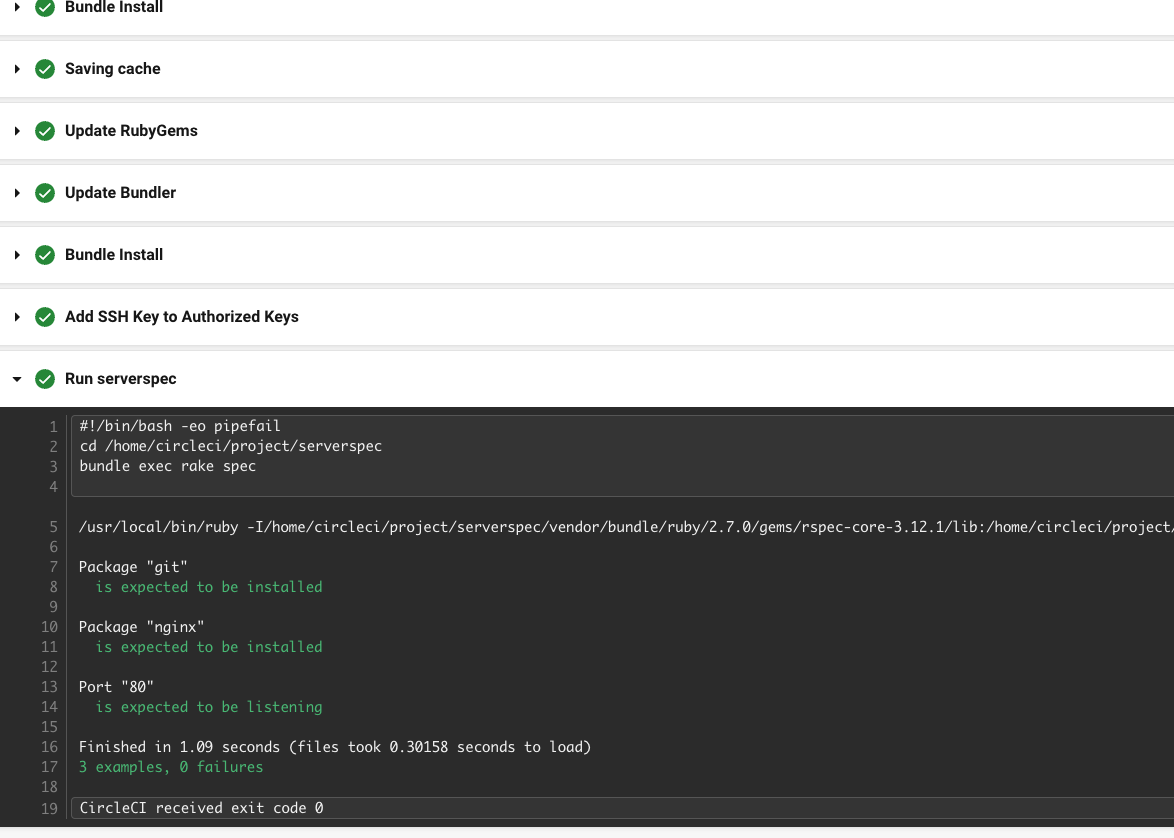 Bundle Install
Saving cache
Update RubyGems
Update Bundler
Bundle Install
Add SSH Key to Authorized Keys
Run serverspec
1 #!/bin/bash -eo pipefail
2 cd /home/circleci/project/serverspec
3 bundle exec rake spec
4
5 /usr/local/bin/ruby -I/home/circleci/project/serverspec/vendor/bundle/ruby/2.7.0/gems/rspec-core-3.12.1/lib:/home/circleci/project/
6
7 Package "git"
8 is expected to be installed
9
10 Package "nginx"
11 is expected to be installed
12
13 Port "80"
14 is expected to be listening
15
16 Finished in 1.09 seconds (files took 0.30158 seconds to load)
17 3 examples, 0 failures
18
19 CircleCI received exit code 0